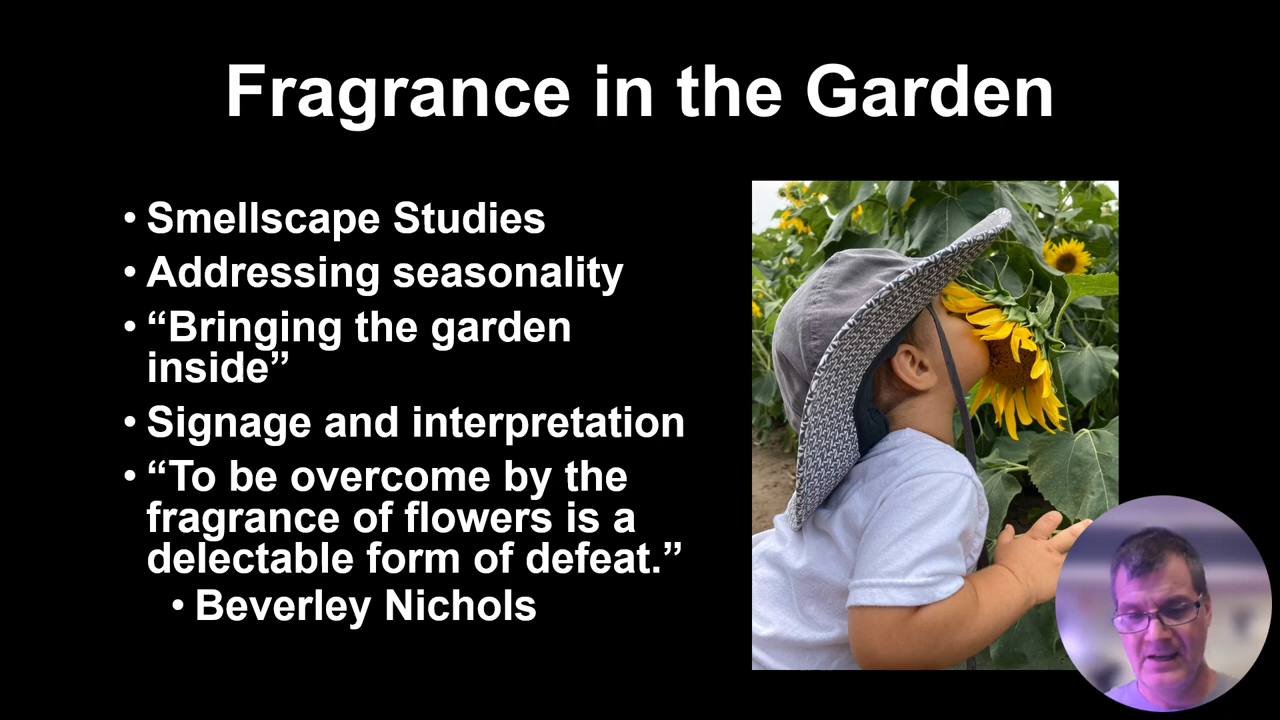 Fragrance in the Garden
• Smellscape Studies
• Addressing seasonality
• “Bringing the garden
inside”
• Signage and interpretation
• “To be overcome by the
fragrance of flowers is a
delectable form of defeat.”
• Beverley Nichols